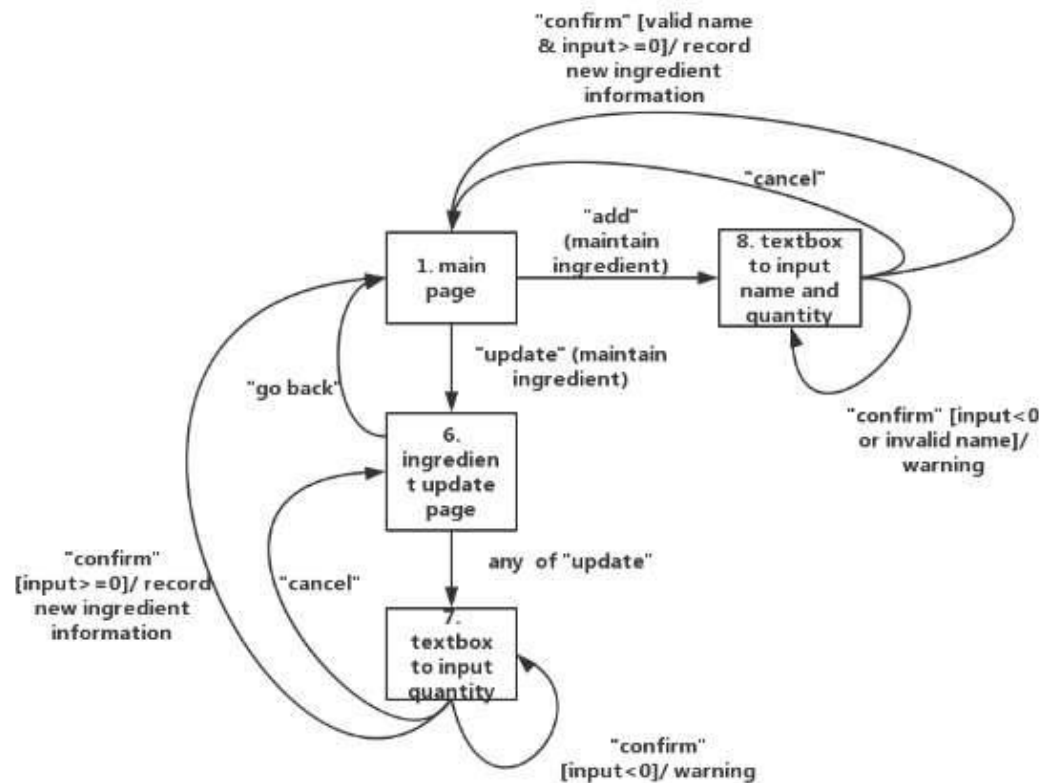 "confirm" [valid name
& input>=0]/ record
new ingredient
information
"cancel"
"add"
(maintain
ingredient)
1. main
page
8. textbox
to input
name and
quantity
"update" (maintain
ingredient)
"go back"
"confirm" [input<0
or invalid name]/
warning
6.
ingredien
t update
page
any of "update"
"confirm"
[input>=0]/ record
new ingredient
information
"cancel"
7.
textbox
to input
quantity
"confirm"
[input<0]/ warning